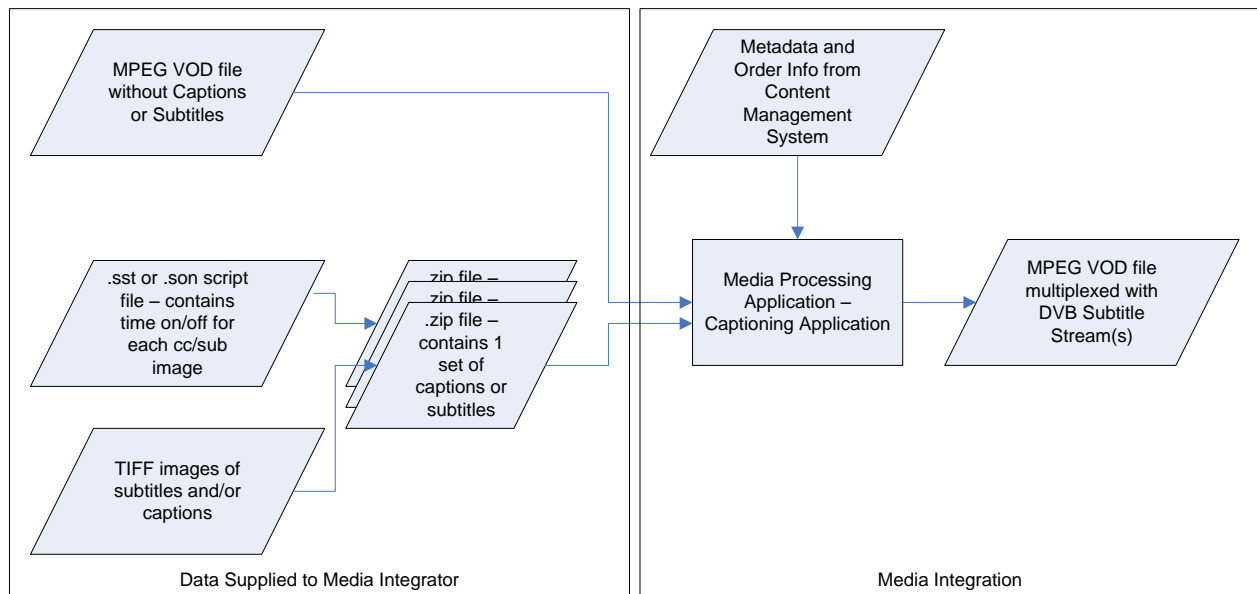 MPEG VOD file
without Captions
or Subtitles
.sst or .son script
file – contains
time on/off for
each cc/sub
image
TIFF images of
subtitles and/or
captions
.zip file –
.zip file –
.zip file –
contains 1
set of
captions or
subtitles
Data Supplied to Media Integrator
Metadata and
Order Info from
Content
Management
System
Media Processing
Application –
Captioning Application
MPEG VOD file
multiplexed with
DVB Subtitle
Stream(s)
Media Integration